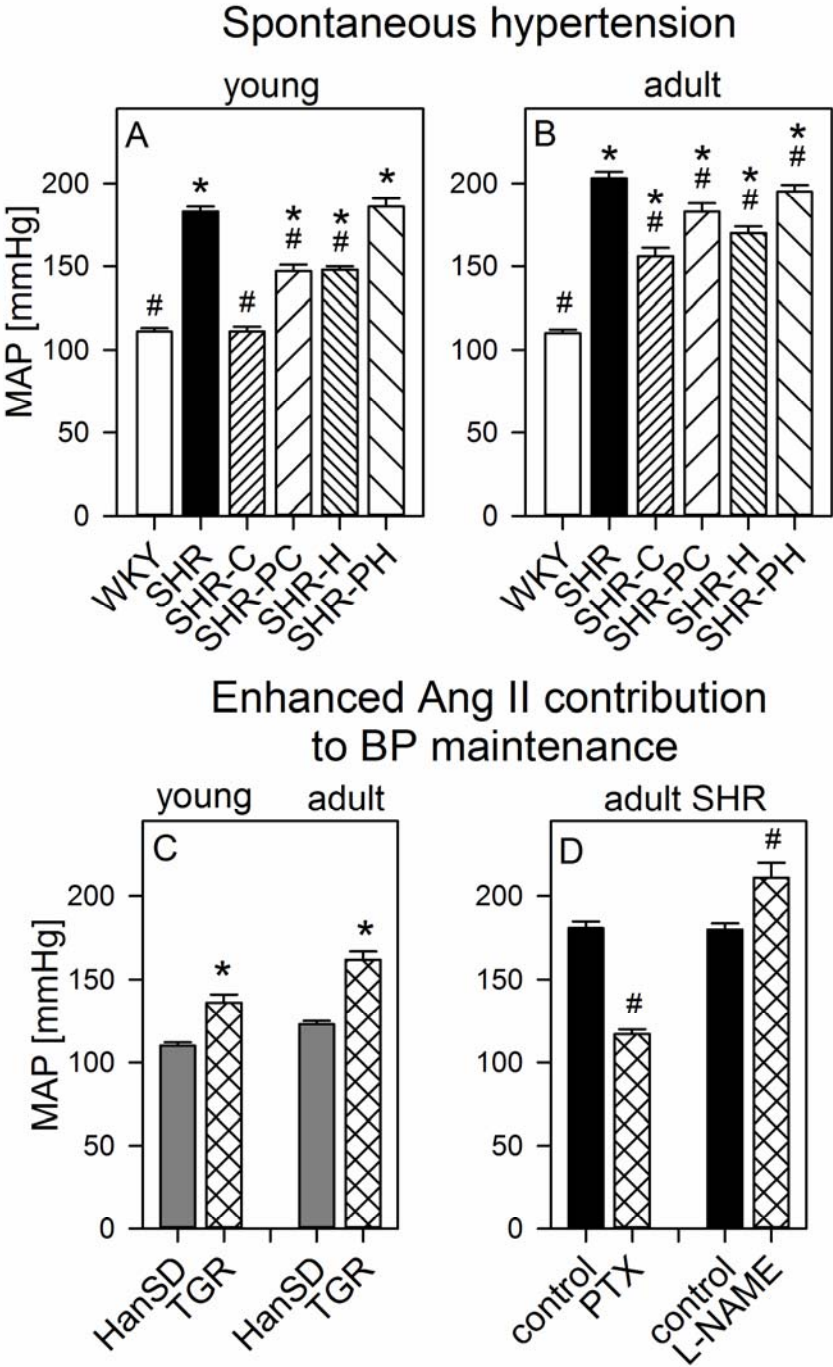 Spontaneous hypertension
young
adult
A
B
MAP [mmHg]
200
150
100
50
0
# * # * # * # *
WKY SHR SHR-C SHR-PC SHR-H SHR-PH
200
150
100
50
0
# * * # * # * # * #
WKY SHR SHR-C SHR-PC SHR-H SHR-PH
Enhanced Ang II contribution
to BP maintenance
young adult
adult SHR
C
D
MAP [mmHg]
200
150
100
50
0
* *
HanSD TGR HanSD TGR
200
150
100
50
0
# #
control PTX control L-NAME